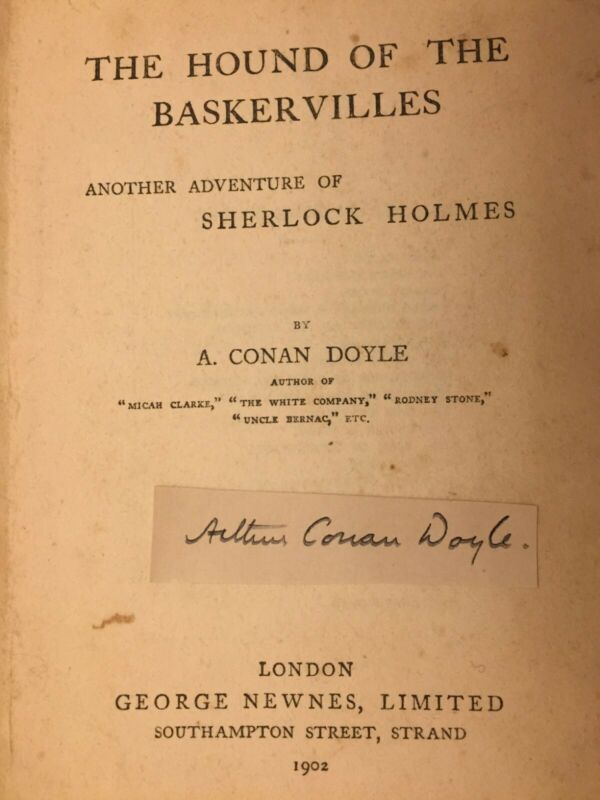 THE HOUND OF THE
BASKERVILLES
ANOTHER ADVENTURE OF
SHERLOCK HOLMES
BY
A. CONAN DOYLE
AUTHOR OF
"MICAH CLARKE," "THE WHITE COMPANY," "RODNEY STONE,"
"UNCLE BERNAC," ETC.
Arthur Conan Doyle.
LONDON
GEORGE NEWNES, LIMITED
SOUTHAMPTON STREET, STRAND
1902